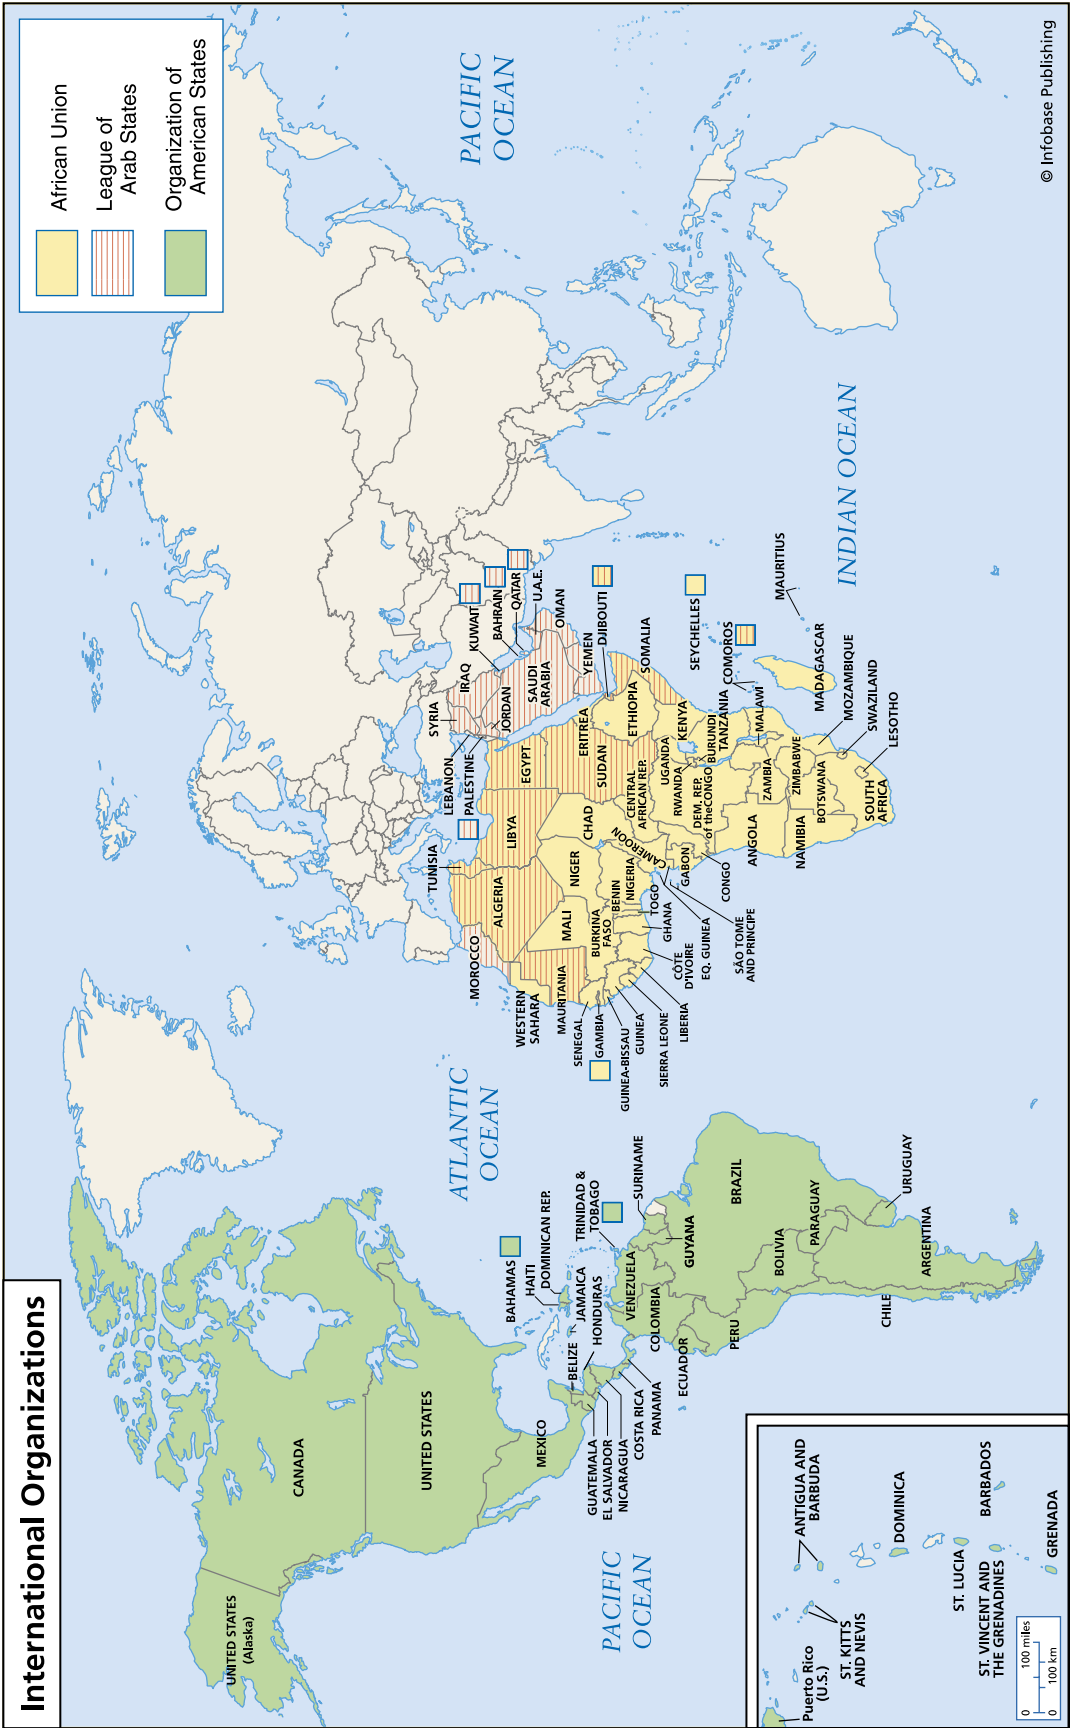 International Organizations
African Union
League of
Arab States
Organization of
American States
PACIFIC
OCEAN
ATLANTIC
OCEAN
PACIFIC
OCEAN
INDIAN OCEAN
UNITED STATES
(Alaska)
CANADA
UNITED STATES
MEXICO
GUATEMALA
EL SALVADOR
NICARAGUA
COSTA RICA
PANAMA
BELIZE
HONDURAS
JAMAICA
HAITI
DOMINICAN REP.
BAHAMAS
TRINIDAD &
TOBAGO
SURINAME
GUYANA
VENEZUELA
COLOMBIA
ECUADOR
PERU
BRAZIL
BOLIVIA
PARAGUAY
URUGUAY
ARGENTINA
CHILE
MOROCCO
WESTERN
SAHARA
MAURITANIA
SENEGAL
GAMBIA
GUINEA-BISSAU
GUINEA
SIERRA LEONE
LIBERIA
CÔTE
D'IVOIRE
GHANA
TOGO
BENIN
BURKINA
FASO
MALI
ALGERIA
TUNISIA
LIBYA
NIGER
NIGERIA
CHAD
CAMEROON
EQ. GUINEA
SÃO TOME
AND PRINCIPE
GABON
CONGO
CENTRAL
AFRICAN REP.
DEM. REP.
of theCONGO
EGYPT
SUDAN
ERITREA
ETHIOPIA
DJIBOUTI
SOMALIA
UGANDA
KENYA
RWANDA
BURUNDI
TANZANIA
ANGOLA
ZAMBIA
MALAWI
ZIMBABWE
NAMIBIA
BOTSWANA
SOUTH
AFRICA
LESOTHO
SWAZILAND
MOZAMBIQUE
MADAGASCAR
MAURITIUS
COMOROS
SEYCHELLES
LEBANON
PALESTINE
SYRIA
IRAQ
JORDAN
SAUDI
ARABIA
KUWAIT
BAHRAIN
QATAR
U.A.E.
OMAN
YEMEN
Puerto Rico
(U.S.)
ST. KITTS
AND NEVIS
ANTIGUA AND
BARBUDA
DOMINICA
ST. LUCIA
BARBADOS
ST. VINCENT AND
THE GRENADINES
GRENADA
0 100 miles
0 100 km
© Infobase Publishing